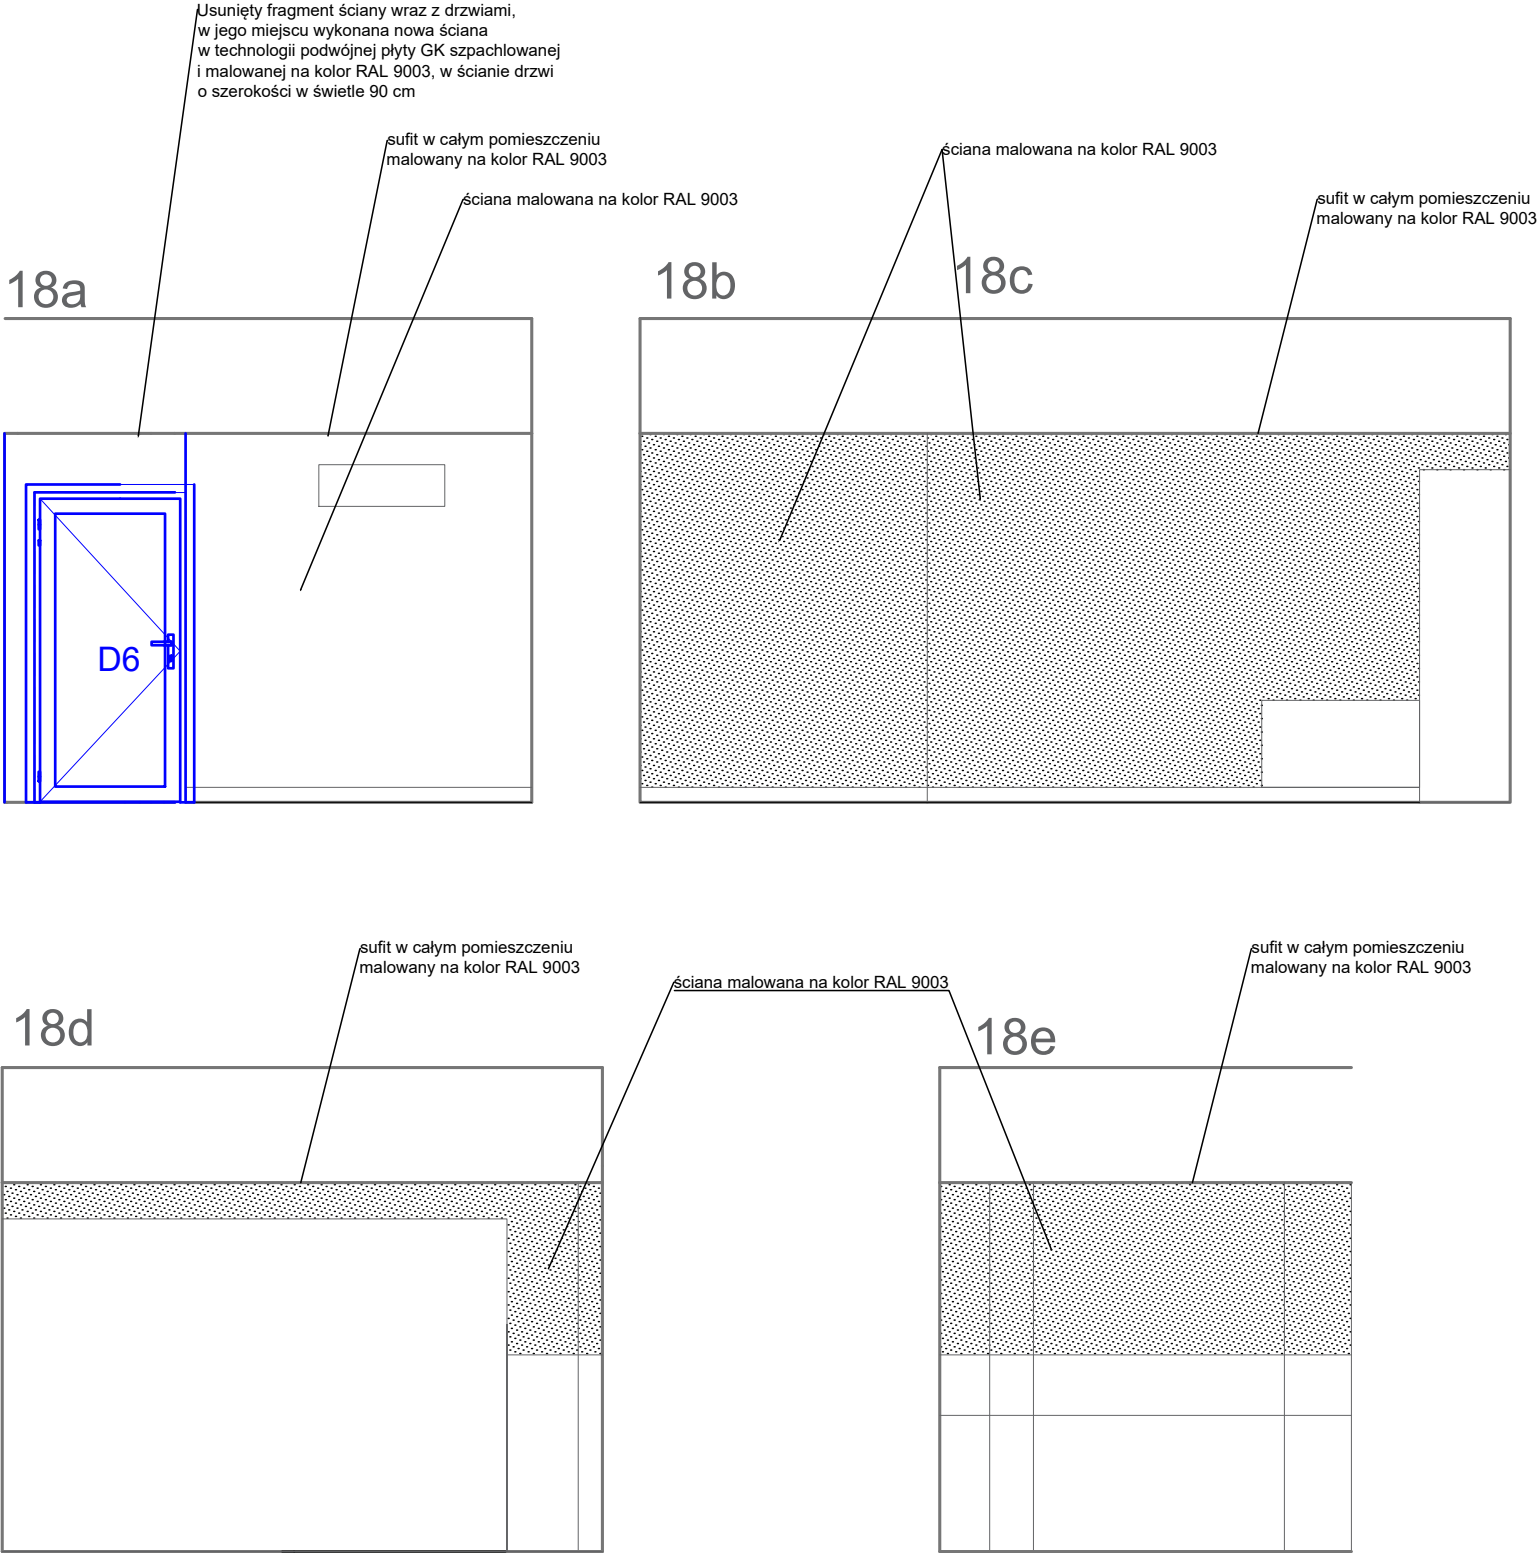 Usunięty fragment ściany wraz z drzwiami,
w jego miejscu wykonana nowa ściana
w technologii podwójnej płyty GK szpachlowanej
i malowanej na kolor RAL 9003, w ścianie drzwi
o szerokości w świetle 90 cm
sufit w całym pomieszczeniu
malowany na kolor RAL 9003
ściana malowana na kolor RAL 9003
ściana malowana na kolor RAL 9003
sufit w całym pomieszczeniu
malowany na kolor RAL 9003
18a
18b
18c
D6
sufit w całym pomieszczeniu
malowany na kolor RAL 9003
ściana malowana na kolor RAL 9003
sufit w całym pomieszczeniu
malowany na kolor RAL 9003
18d
18e